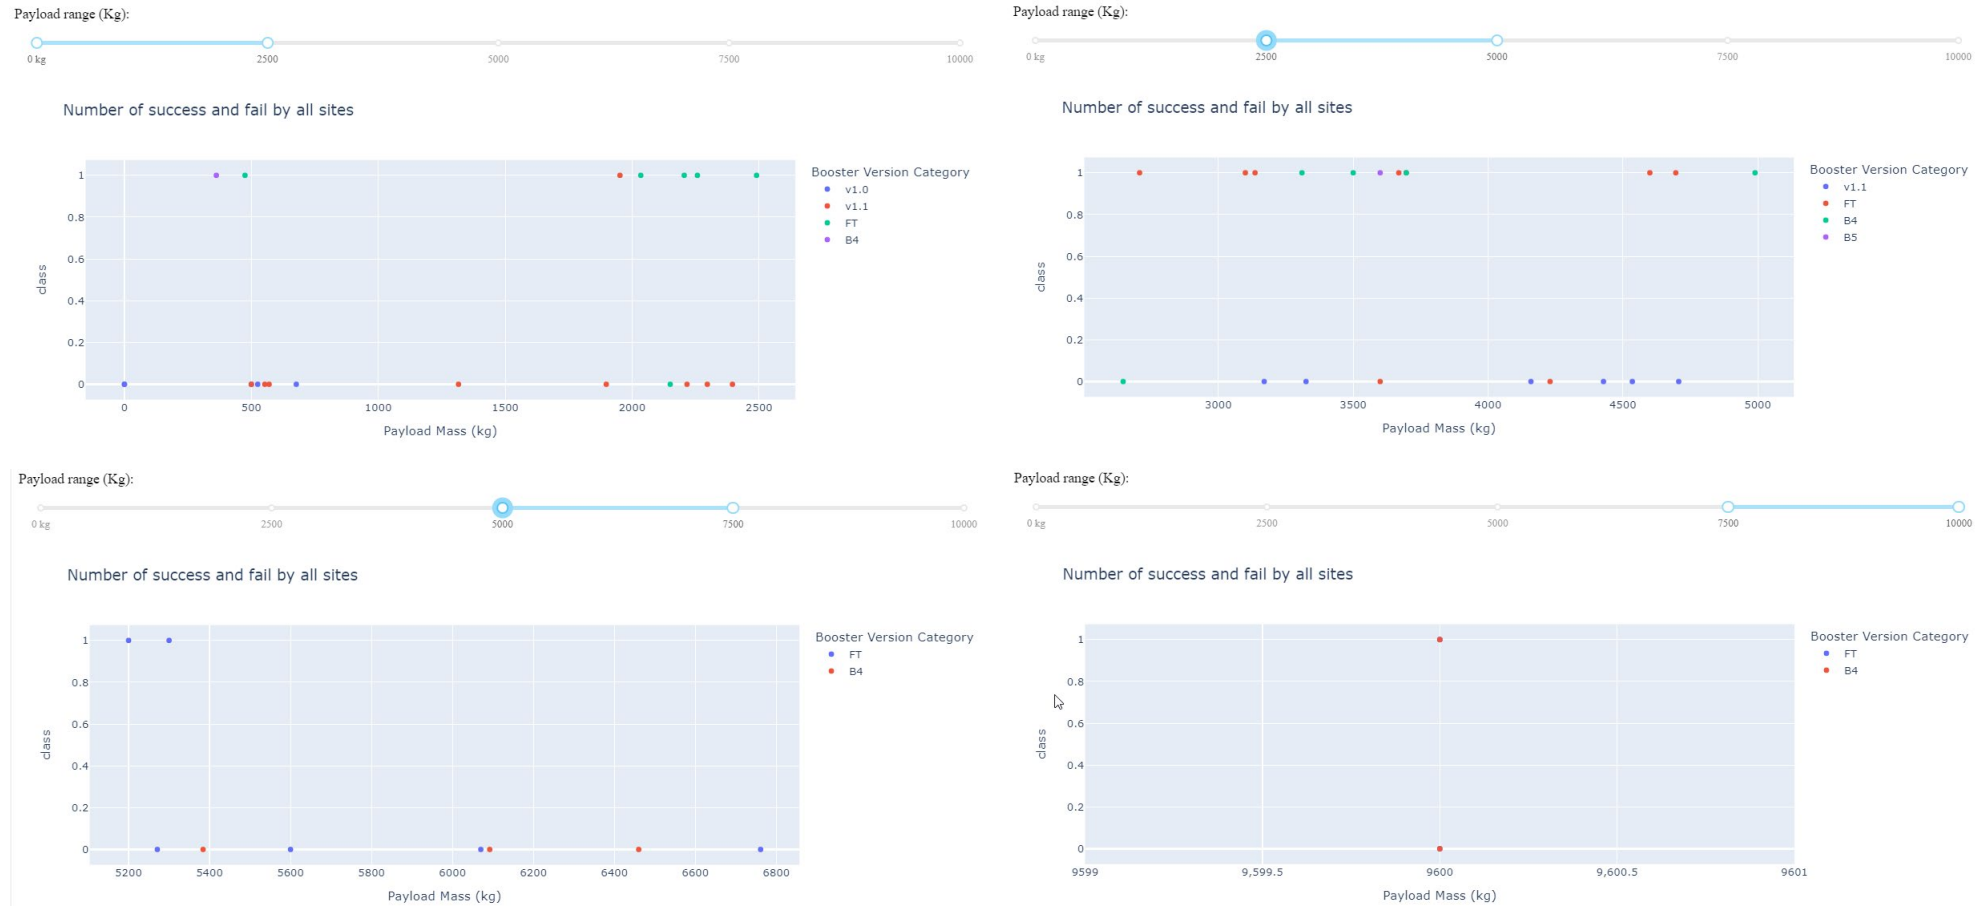 Payload range (Kg):
0 kg 2500 5000 7500 10000
Number of success and fail by all sites
Booster Version Category
v1.0
v1.1
FT
B4
class
1
0.8
0.6
0.4
0.2
0
0 500 1000 1500 2000 2500
Payload Mass (kg)
Payload range (Kg):
0 kg 2500 5000 7500 10000
Number of success and fail by all sites
Booster Version Category
v1.1
FT
B4
B5
class
1
0.8
0.6
0.4
0.2
0
3000 3500 4000 4500 5000
Payload Mass (kg)
Payload range (Kg):
0 kg 2500 5000 7500 10000
Number of success and fail by all sites
Booster Version Category
FT
B4
class
1
0.8
0.6
0.4
0.2
0
5200 5400 5600 5800 6000 6200 6400 6600 6800
Payload Mass (kg)
Payload range (Kg):
0 kg 2500 5000 7500 10000
Number of success and fail by all sites
Booster Version Category
FT
B4
class
1
0.8
0.6
0.4
0.2
0
9599 9,599.5 9600 9,600.5 9601
Payload Mass (kg)